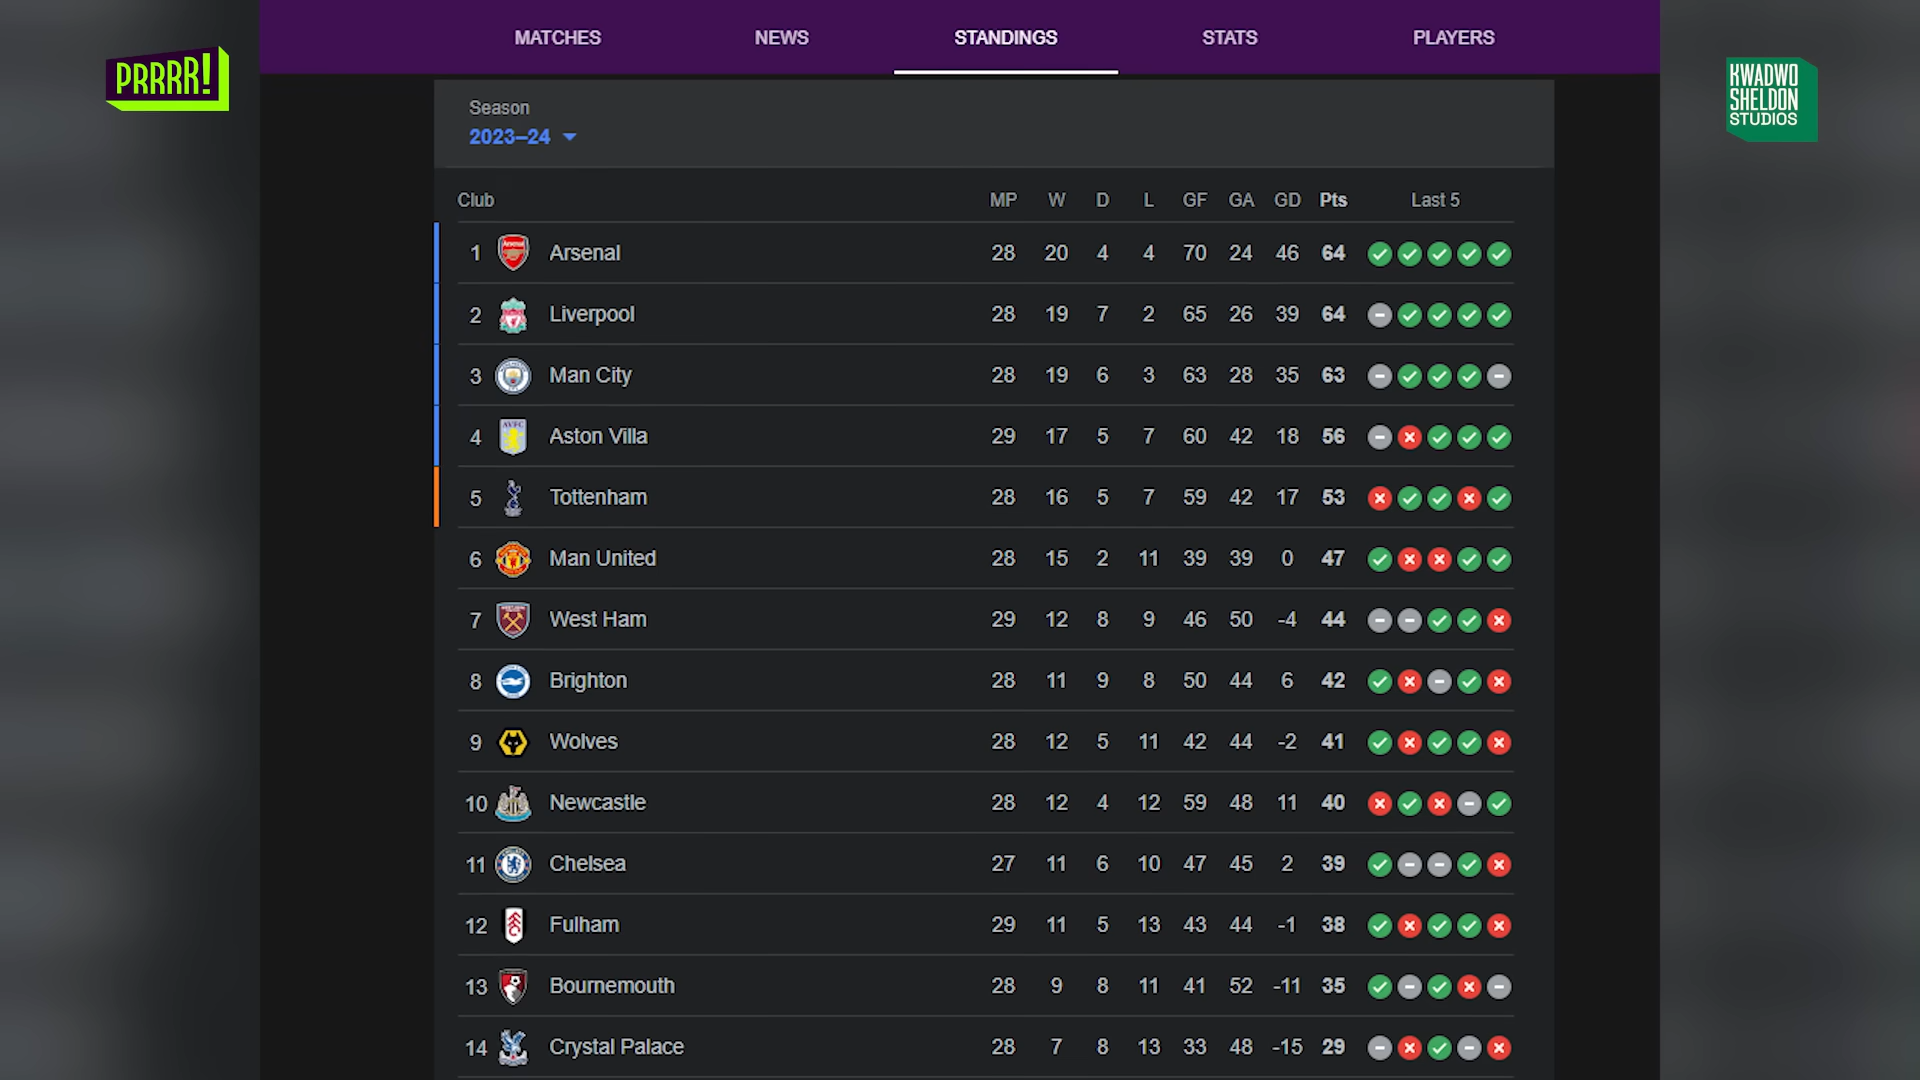 MATCHES NEWS STANDINGS STATS PLAYERS
PRRRR!
KWADWO
SHELDON
STUDIOS
Season
2023–24
Club MP W D L GF GA GD Pts Last 5
1 Arsenal 28 20 4 4 70 24 46 64
2 Liverpool 28 19 7 2 65 26 39 64
3 Man City 28 19 6 3 63 28 35 63
4 Aston Villa 29 17 5 7 60 42 18 56
5 Tottenham 28 16 5 7 59 42 17 53
6 Man United 28 15 2 11 39 39 0 47
7 West Ham 29 12 8 9 46 50 -4 44
8 Brighton 28 11 9 8 50 44 6 42
9 Wolves 28 12 5 11 42 44 -2 41
10 Newcastle 28 12 4 12 59 48 11 40
11 Chelsea 27 11 6 10 47 45 2 39
12 Fulham 29 11 5 13 43 44 -1 38
13 Bournemouth 28 9 8 11 41 52 -11 35
14 Crystal Palace 28 7 8 13 33 48 -15 29